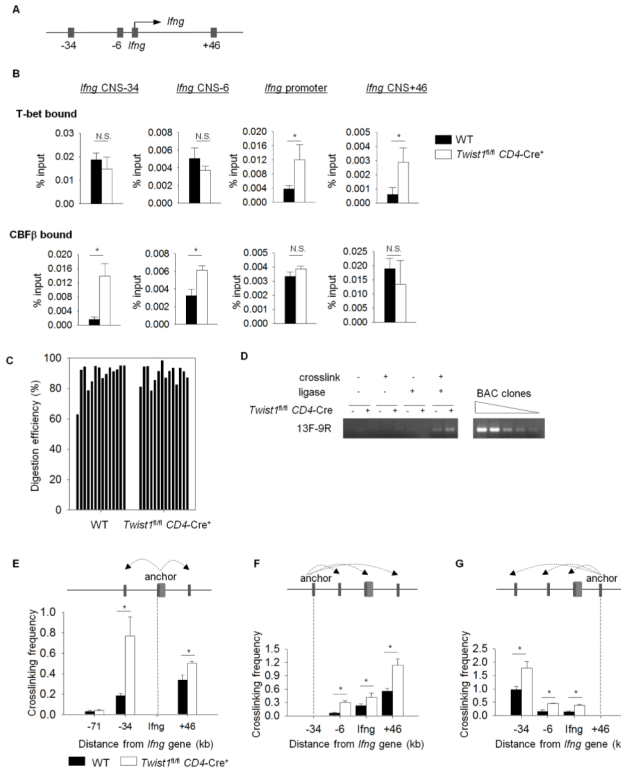 A
Ifng
-34 -6 Ifng +46
B
Ifng CNS-34 Ifng CNS-6 Ifng promoter Ifng CNS+46
T-bet bound
% input
0.03
0.02
0.01
0.00
N.S.
% input
0.008
0.006
0.004
0.002
0.000
N.S.
% input
0.020
0.016
0.012
0.008
0.004
0.000
*
% input
0.005
0.004
0.003
0.002
0.001
0.000
*
WT
Twist1fl/fl CD4-Cre+
CBFβ bound
% input
0.020
0.016
0.012
0.008
0.004
0.000
*
% input
0.008
0.006
0.004
0.002
0.000
*
% input
0.005
0.004
0.003
0.002
0.001
0.000
N.S.
% input
0.025
0.020
0.015
0.010
0.005
0.000
N.S.
C
Digestion efficiency (%)
100
80
60
40
20
0
WT Twist1fl/fl CD4-Cre+
D
crosslink - + - +
ligase - - + +
Twist1fl/fl CD4-Cre - + - + - + - +
BAC clones
13F-9R
E
anchor
Crosslinking frequency
1.0
0.8
0.6
0.4
0.2
0.0
*
*
-71 -34 Ifng +46
Distance from Ifng gene (kb)
WT Twist1fl/fl CD4-Cre+
F
anchor
Crosslinking frequency
1.5
1.2
0.9
0.6
0.3
0.0
*
*
*
-34 -6 Ifng +46
Distance from Ifng gene (kb)
G
anchor
Crosslinking frequency
2.5
2.0
1.5
1.0
0.5
0.0
*
*
*
-34 -6 Ifng +46
Distance from Ifng gene (k